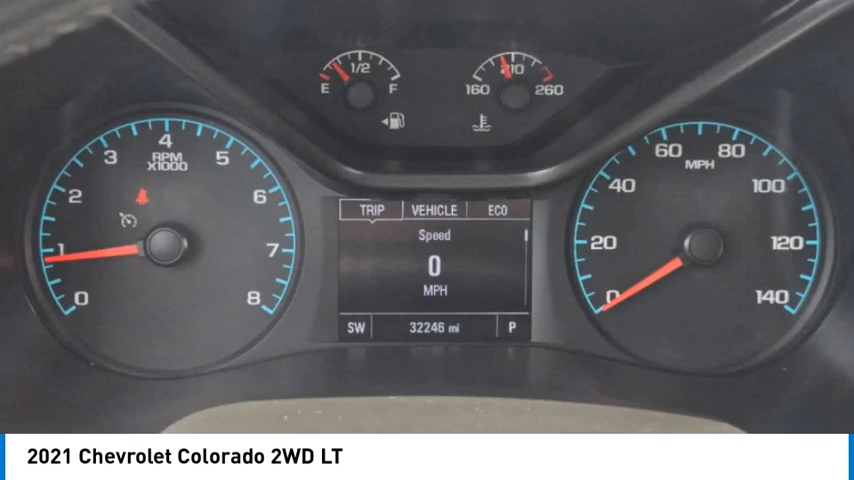 1/2
E F
210
160 260
4
3 5
RPM
X1000
2 6
1 7
0 8
TRIP VEHICLE ECO
Speed
0
MPH
SW 32246 mi P
60 80
MPH
40 100
20 120
0 140
2021 Chevrolet Colorado 2WD LT